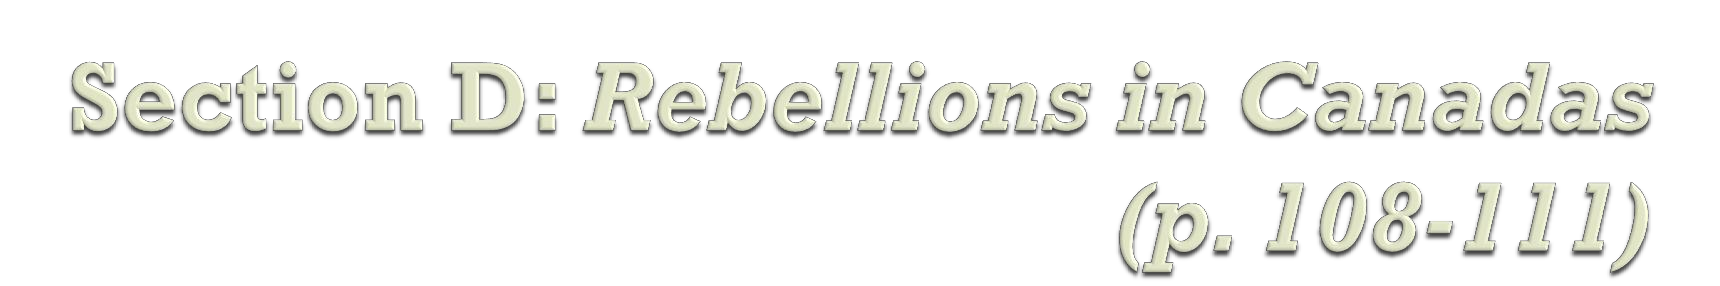 Section D: Rebellions in Canadas
(p. 108-111)